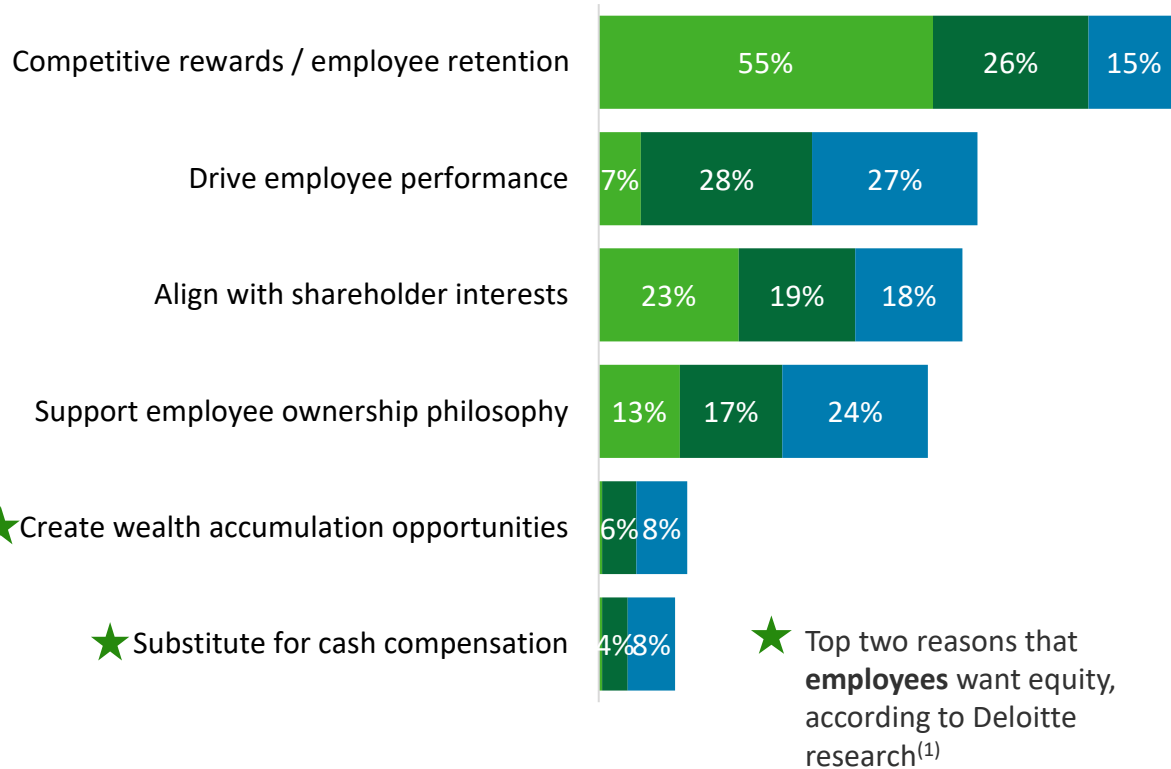 Competitive rewards / employee retention 55% 26% 15%
Drive employee performance 7% 28% 27%
Align with shareholder interests 23% 19% 18%
Support employee ownership philosophy 13% 17% 24%
Create wealth accumulation opportunities 6% 8%
Substitute for cash compensation 4% 8%
Top two reasons that
employees want equity,
according to Deloitte
research(1)